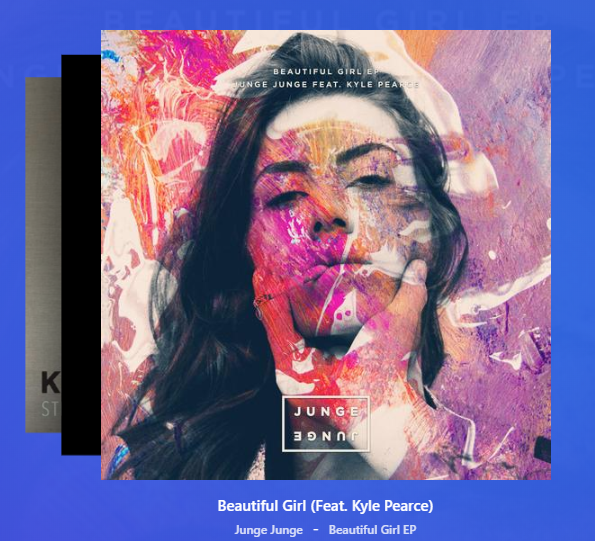 BEAUTIFUL GIRL EP
BEAUTIFUL GIRL EP
JUNGE JUNGE FEAT. KYLE PEARCE
K
ST
JUNGE
JUNGE
Beautiful Girl (Feat. Kyle Pearce)
Junge Junge - Beautiful Girl EP